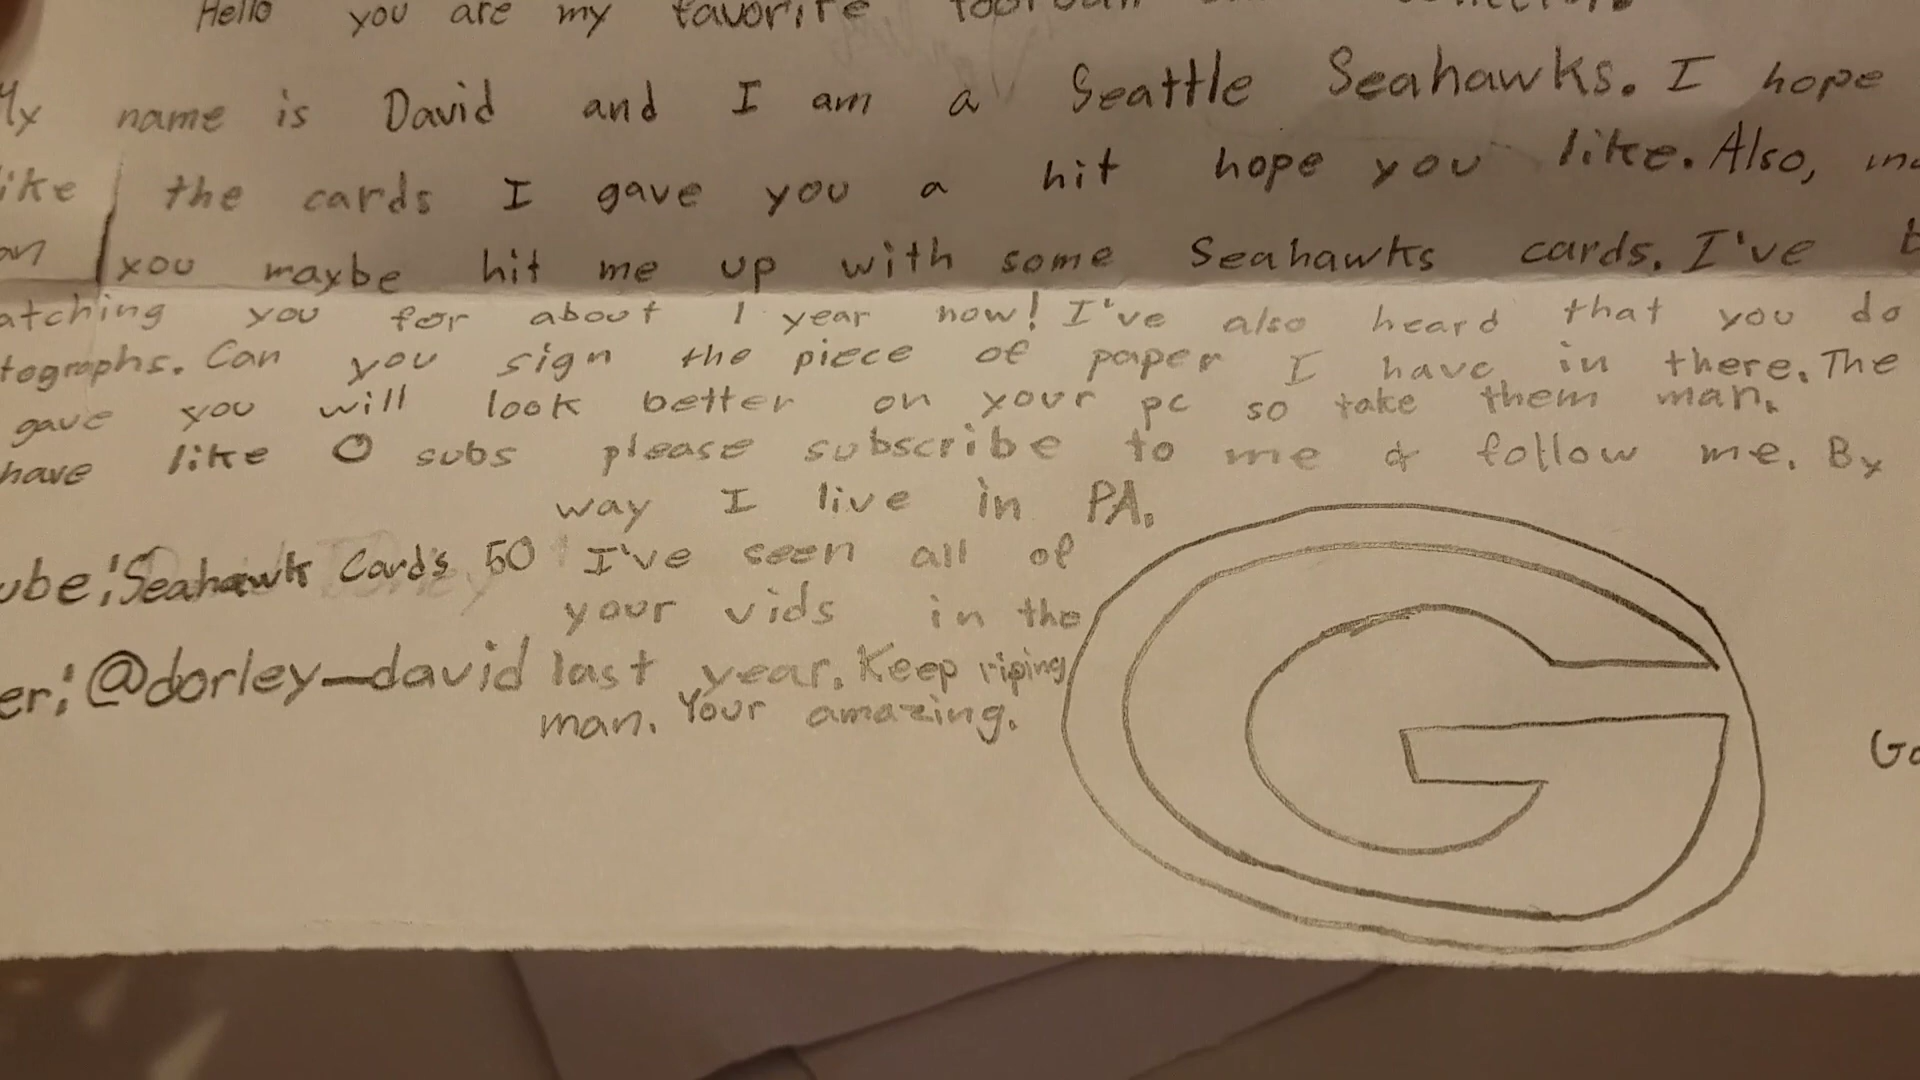 Hello you are my favorite football
My name is David and I am a Seattle Seahawks. I hope
like the cards I gave you a hit hope you like. Also,
you maybe hit me up with some Seahawks cards. I've
atching you for about 1 year now! I've also heard that you do
tographs. Can you sign the piece of paper I have in there. The
gave you will look better on your pc so take them man.
have like 0 subs please subscribe to me & follow me. By
way I live in PA.
ube: Seahawk Cards 50 I've seen all of
your vids in the
er: @dorley_david last year. Keep riping
man. Your amazing.
G
Go